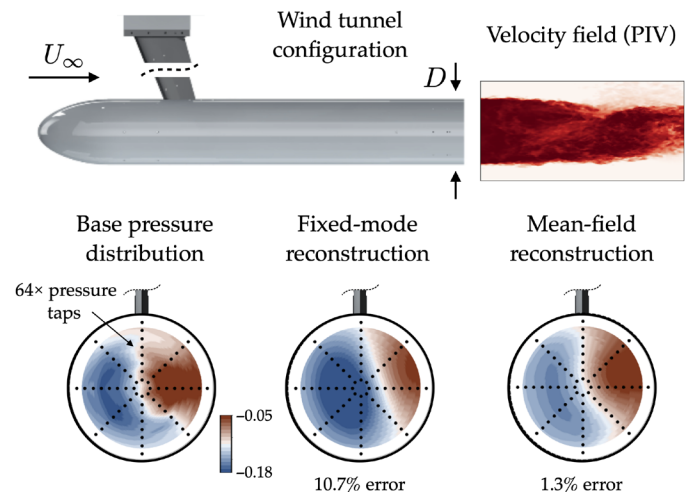 Wind tunnel
configuration
Velocity field (PIV)
U∞
D
Base pressure
distribution
Fixed-mode
reconstruction
Mean-field
reconstruction
64× pressure
taps
−0.05
−0.18
10.7% error
1.3% error